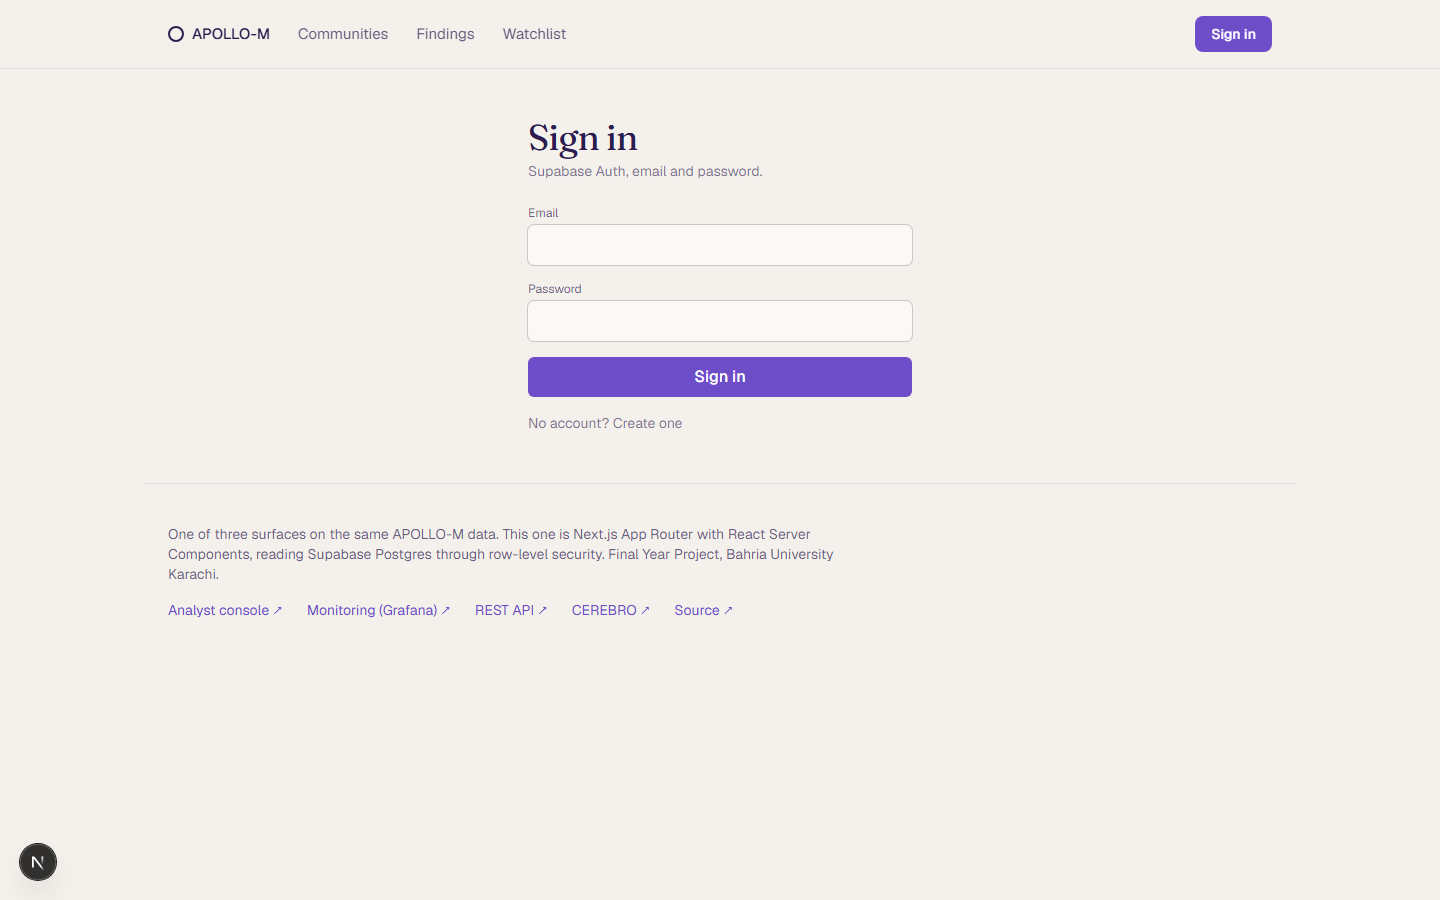 APOLLO-M
Communities
Findings
Watchlist
Sign in
Sign in
Supabase Auth, email and password.
Email
Password
Sign in
No account? Create one
One of three surfaces on the same APOLLO-M data. This one is Next.js App Router with React Server
Components, reading Supabase Postgres through row-level security. Final Year Project, Bahria University
Karachi.
Analyst console ↗
Monitoring (Grafana) ↗
REST API ↗
CEREBRO ↗
Source ↗
N